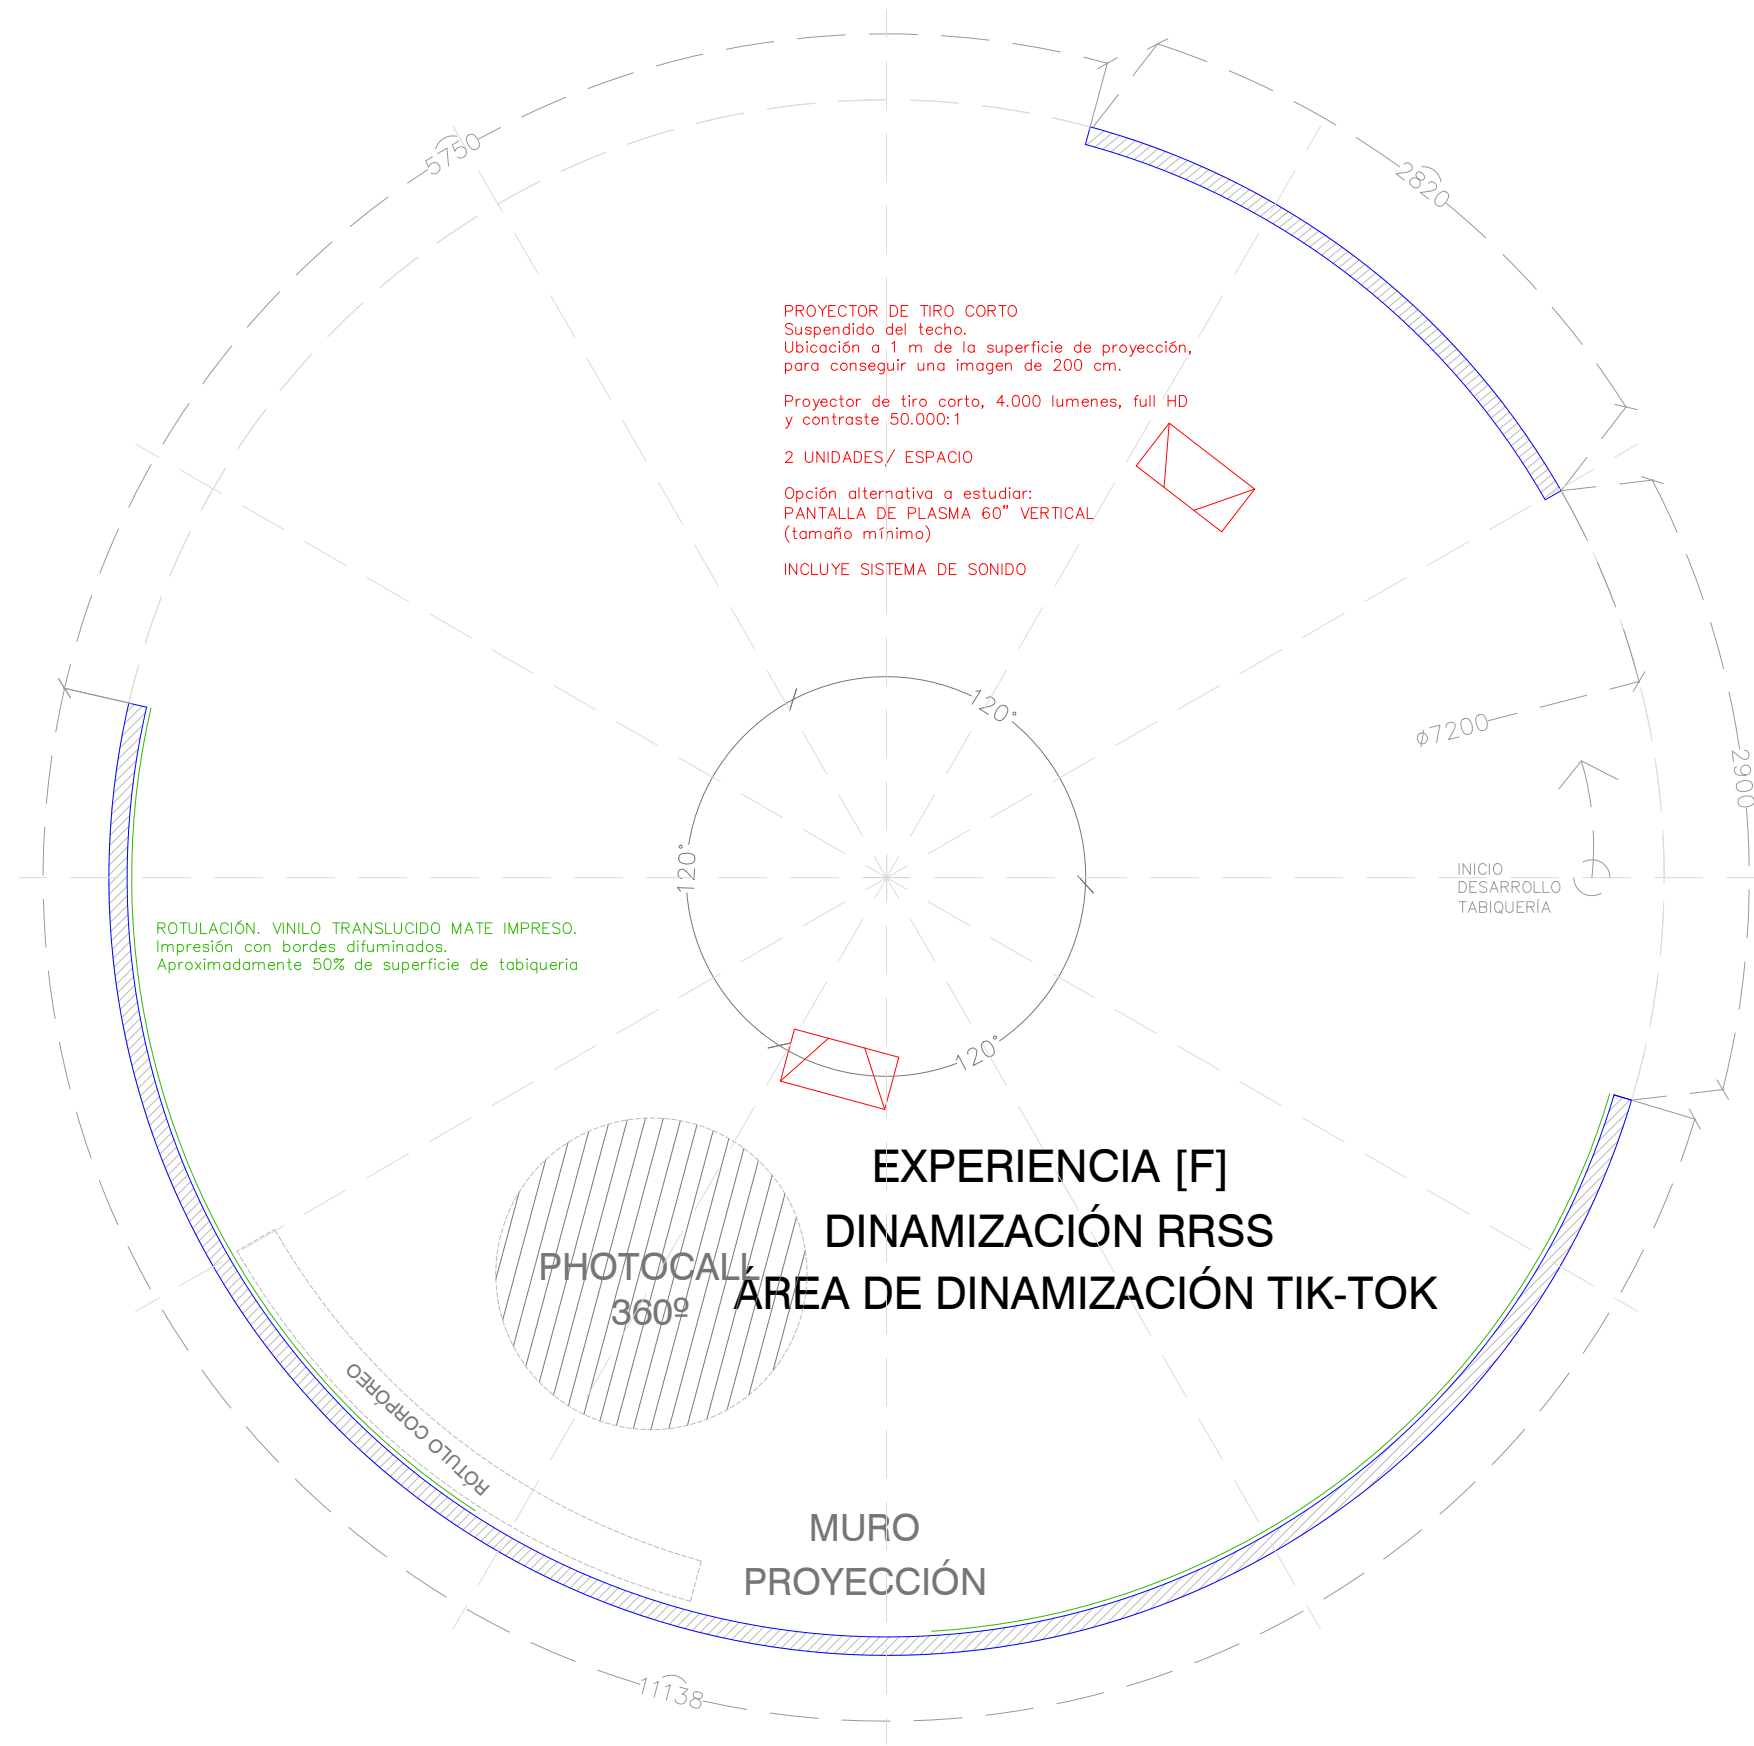 5750
2820
PROYECTOR DE TIRO CORTO
Suspendido del techo.
Ubicación a 1 m de la superficie de proyección,
para conseguir una imagen de 200 cm.
Proyector de tiro corto, 4.000 lumenes, full HD
y contraste 50.000:1
2 UNIDADES/ ESPACIO
Opción alternativa a estudiar:
PANTALLA DE PLASMA 60” VERTICAL
(tamaño mínimo)
INCLUYE SISTEMA DE SONIDO
120°
ø7200
2900
120°
INICIO
DESARROLLO
TABIQUERÍA
ROTULACIÓN. VINILO TRANSLUCIDO MATE IMPRESO.
Impresión con bordes difuminados.
Aproximadamente 50% de superficie de tabiqueria
120°
EXPERIENCIA [F]
DINAMIZACIÓN RRSS
ÁREA DE DINAMIZACIÓN TIK-TOK
PHOTOCALL
360º
RÓTULO CORPÓREO
MURO
PROYECCIÓN
11138